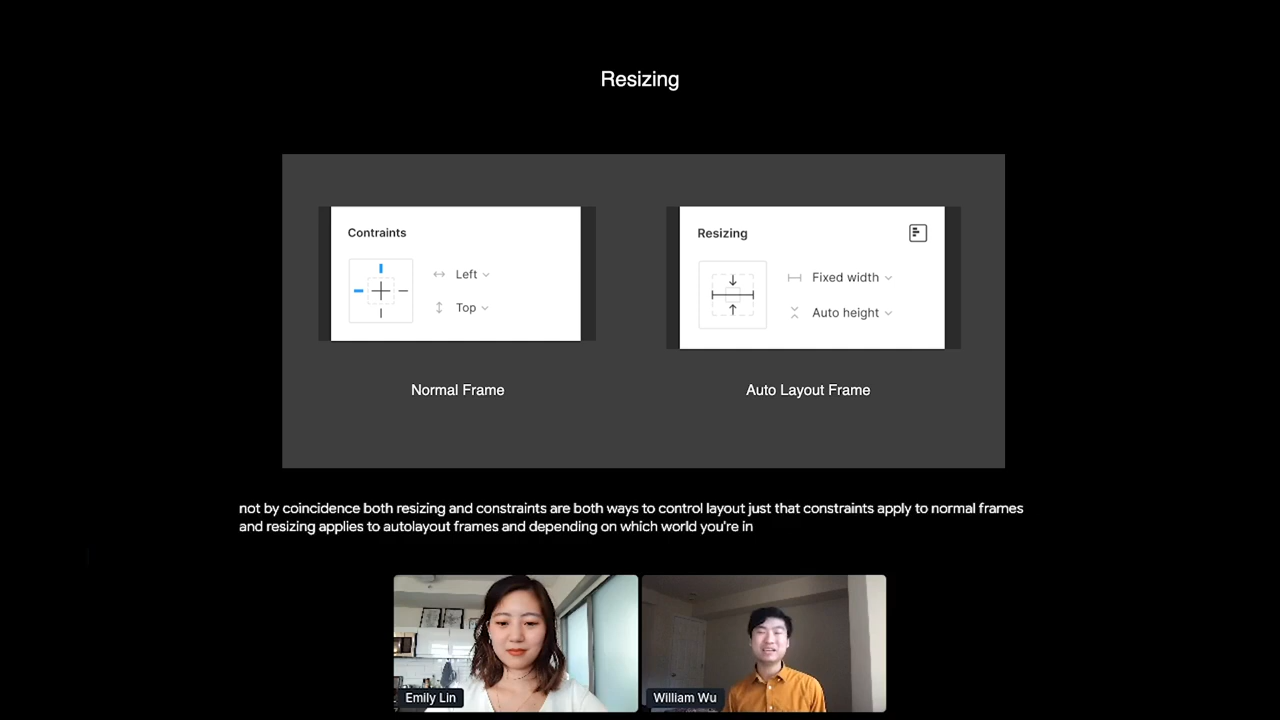 Resizing
Contraints
Left
Top
Normal Frame
Resizing
Fixed width
Auto height
Auto Layout Frame
not by coincidence both resizing and constraints are both ways to control layout just that constraints apply to normal frames
and resizing applies to autolayout frames and depending on which world you're in
Emily Lin
William Wu